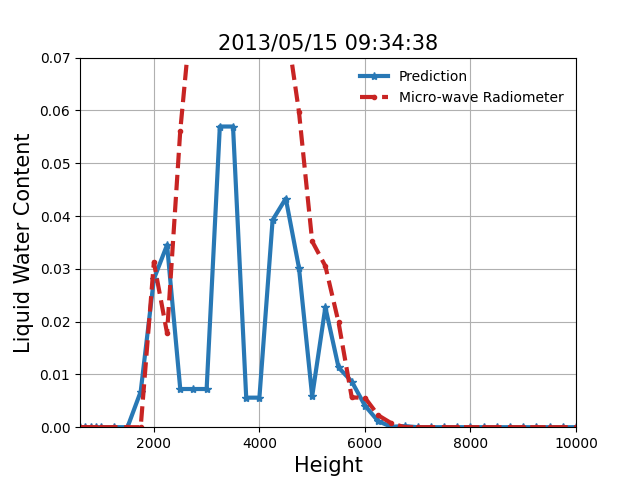 2013/05/15 09:34:38
0.07
0.06
0.05
0.04
0.03
0.02
0.01
0.00
Liquid Water Content
Prediction
Micro-wave Radiometer
2000 4000 6000 8000 10000
Height